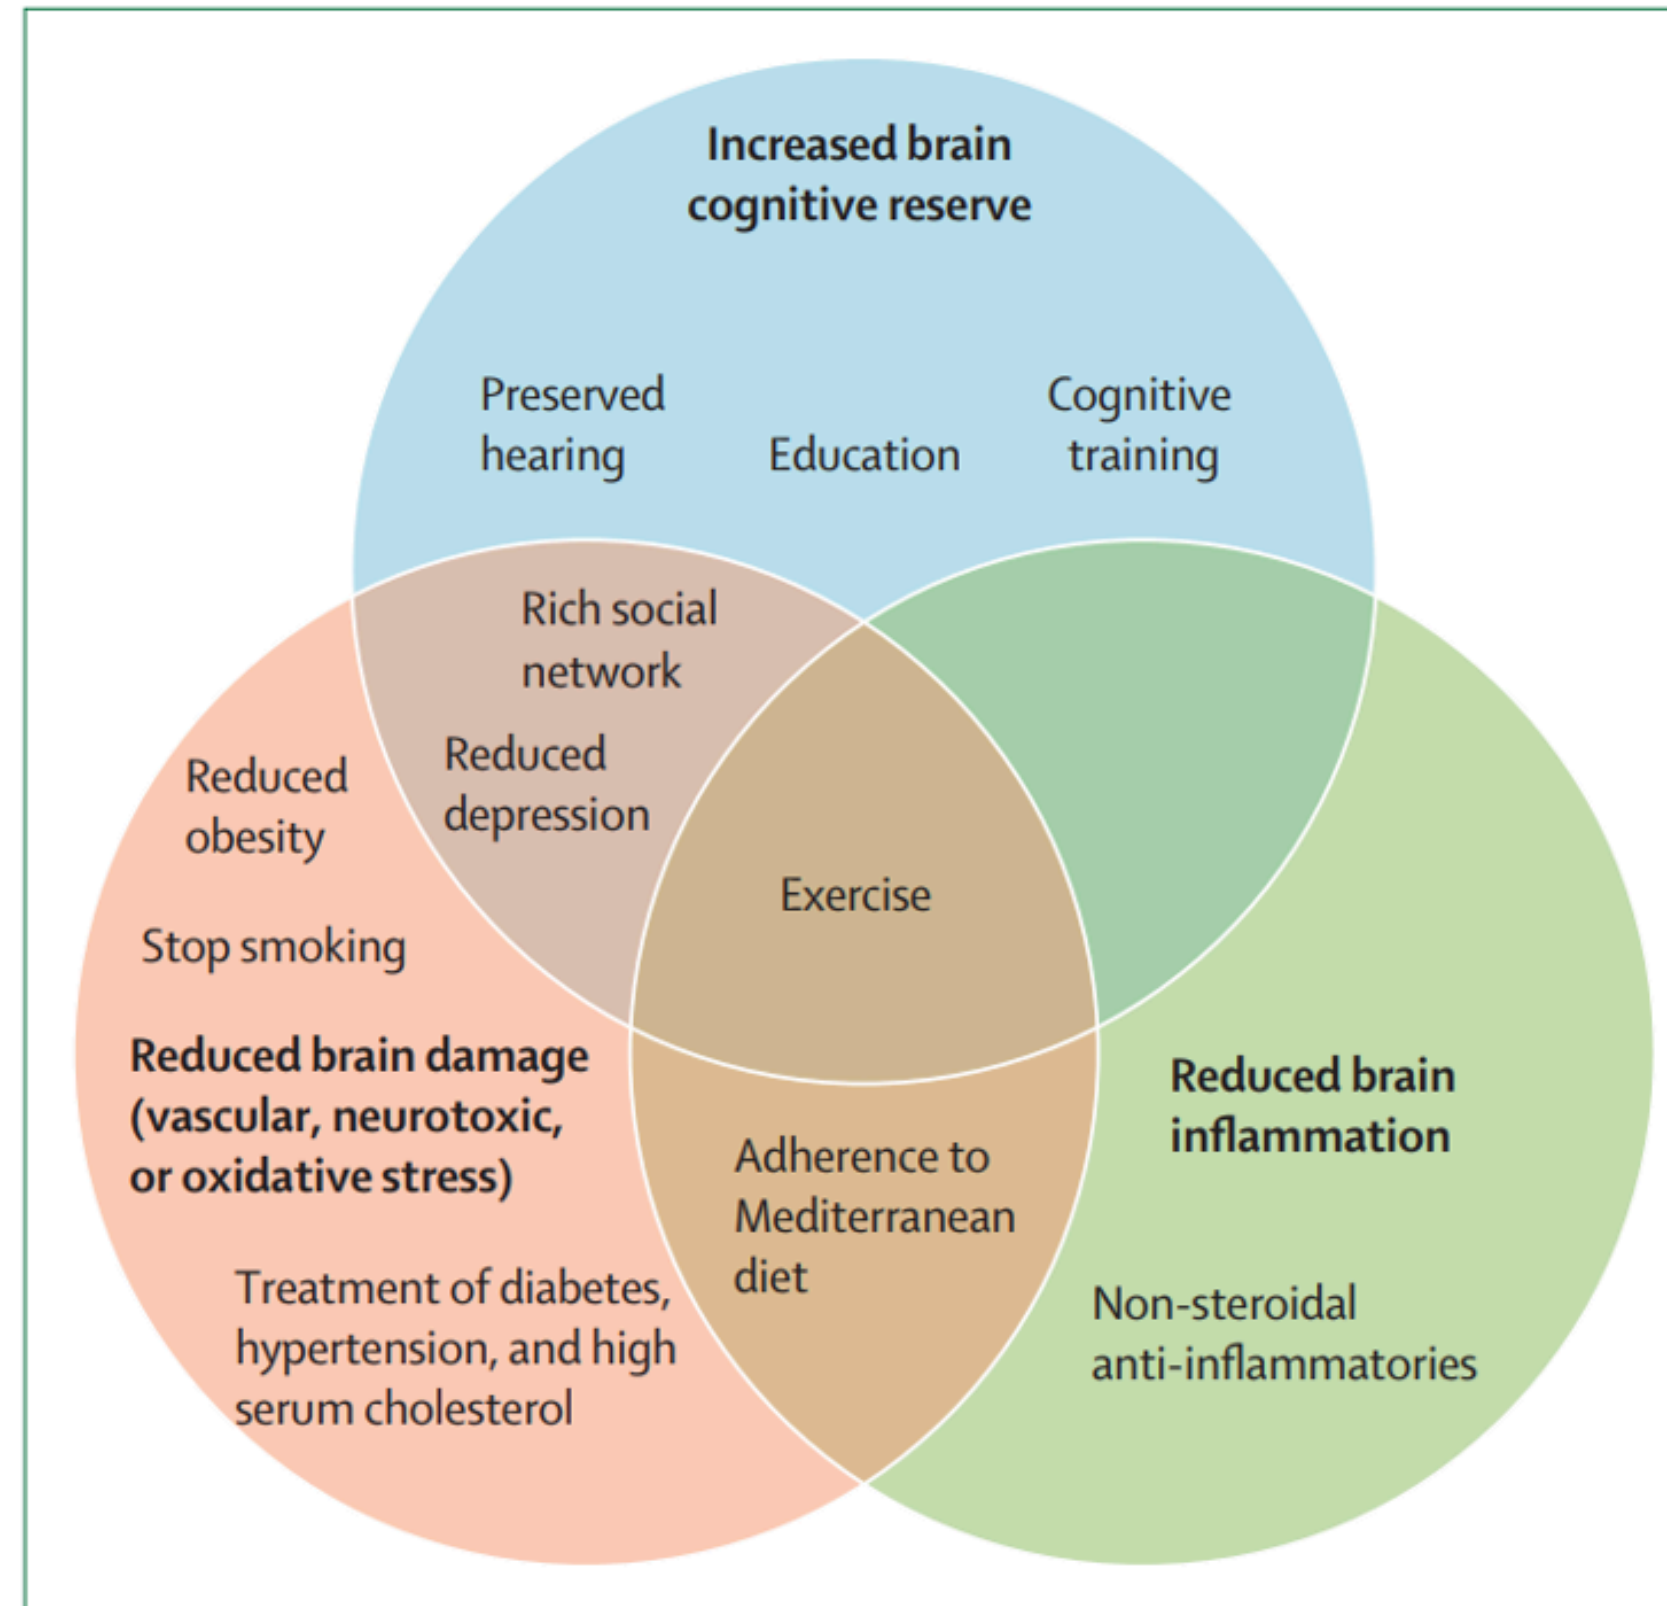 Increased brain
cognitive reserve
Preserved
hearing
Education
Cognitive
training
Rich social
network
Reduced
depression
Reduced
obesity
Stop smoking
Exercise
Reduced brain damage
(vascular, neurotoxic,
or oxidative stress)
Reduced brain
inflammation
Adherence to
Mediterranean
diet
Treatment of diabetes,
hypertension, and high
serum cholesterol
Non-steroidal
anti-inflammatories